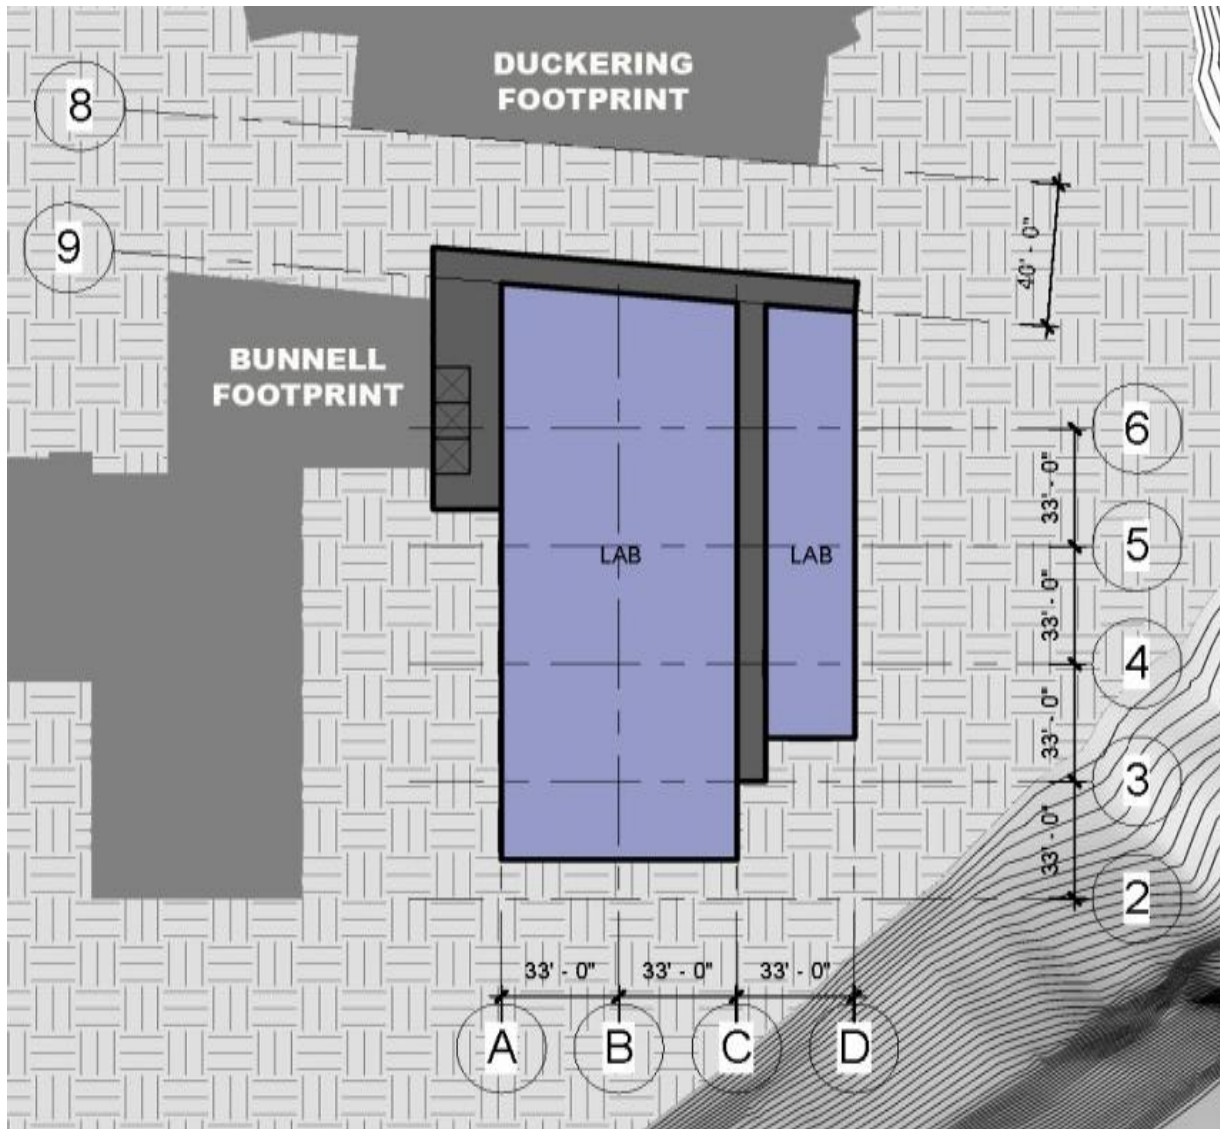 DUCKERING
FOOTPRINT
8
9
40' - 0"
BUNNELL
FOOTPRINT
6
33' - 0"
5
LAB
LAB
33' - 0"
4
33' - 0"
3
33' - 0"
2
33' - 0"
33' - 0"
33' - 0"
A
B
C
D